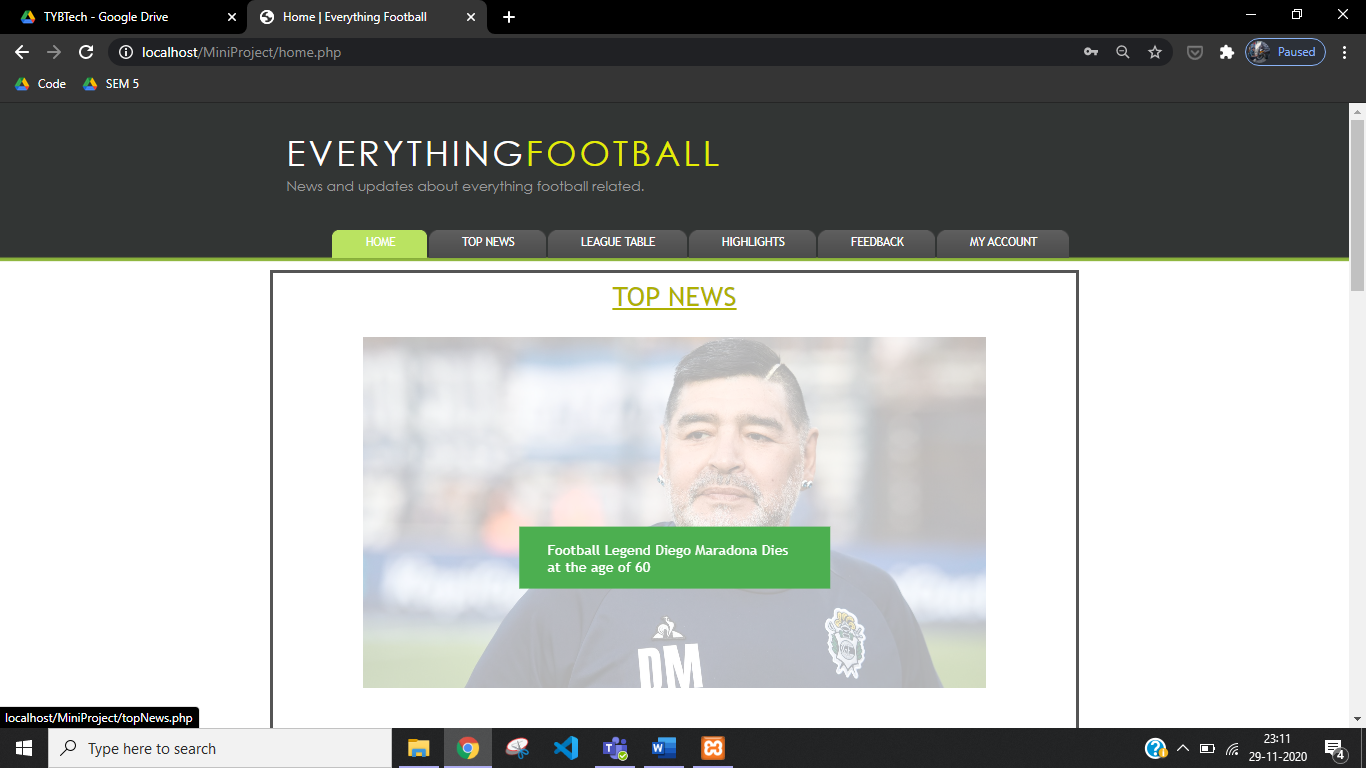 TYBTech - Google Drive
Home | Everything Football
localhost/MiniProject/home.php
Paused
Code
SEM 5
EVERYTHINGFOOTBALL
News and updates about everything football related.
HOME
TOP NEWS
LEAGUE TABLE
HIGHLIGHTS
FEEDBACK
MY ACCOUNT
TOP NEWS
Football Legend Diego Maradona Dies
at the age of 60
DM
localhost/MiniProject/topNews.php
Type here to search
23:11
29-11-2020
4